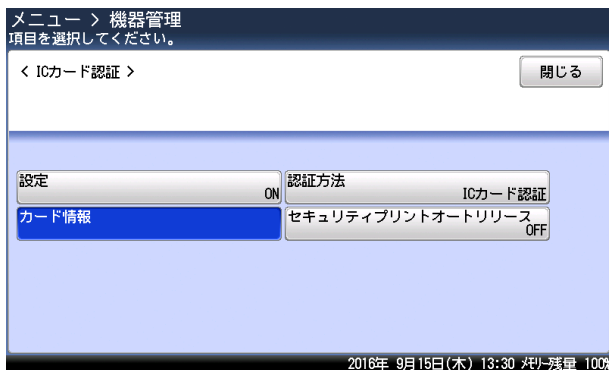 メニュー > 機器管理
項目を選択してください。
< ICカード認証 >
閉じる
設定
ON
認証方法
ICカード認証
カード情報
セキュリティプリントオートリリース
OFF
2016年 9月15日(木) 13:30 メモリー残量 100%